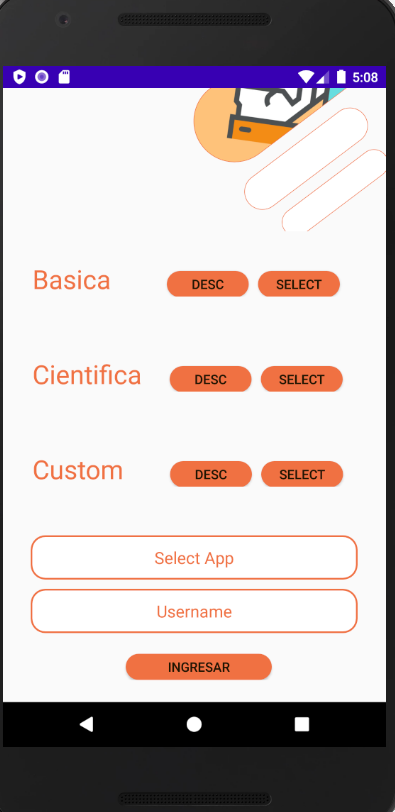 5:08
Basica DESC SELECT
Cientifica DESC SELECT
Custom DESC SELECT
Select App
Username
INGRESAR